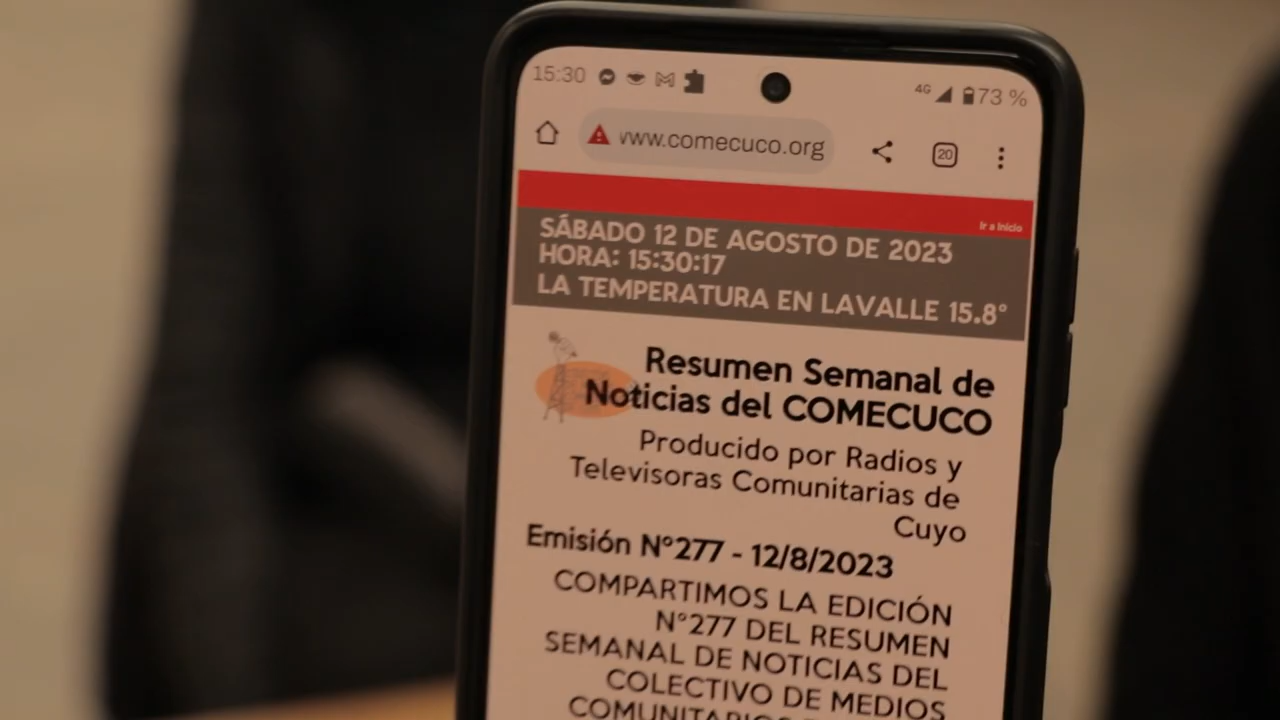 15:30
4G
73 %
www.comecuco.org
20
Ir a Inicio
SÁBADO 12 DE AGOSTO DE 2023
HORA: 15:30:17
LA TEMPERATURA EN LAVALLE 15.8°
Resumen Semanal de
Noticias del COMECUCO
Producido por Radios y
Televisoras Comunitarias de
Cuyo
Emisión N°277 - 12/8/2023
COMPARTIMOS LA EDICIÓN
N°277 DEL RESUMEN
SEMANAL DE NOTICIAS DEL
COLECTIVO DE MEDIOS
COMUNITARIOS